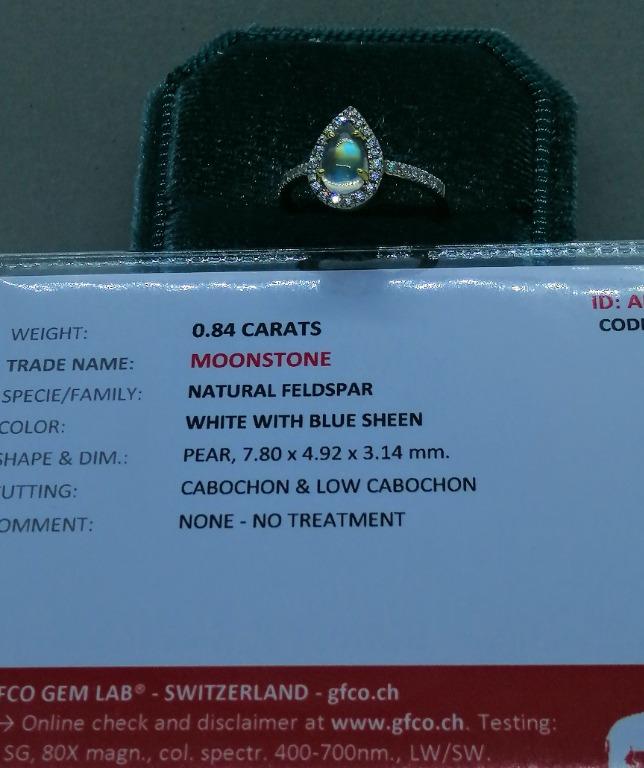 ID: A
CODE
WEIGHT: 0.84 CARATS
TRADE NAME: MOONSTONE
SPECIE/FAMILY: NATURAL FELDSPAR
COLOR: WHITE WITH BLUE SHEEN
SHAPE & DIM.: PEAR, 7.80 x 4.92 x 3.14 mm.
UTTING: CABOCHON & LOW CABOCHON
OMMENT: NONE - NO TREATMENT
FCO GEM LAB® - SWITZERLAND - gfco.ch
→ Online check and disclaimer at www.gfco.ch. Testing:
SG, 80X magn., col. spectr. 400-700nm., LW/SW.